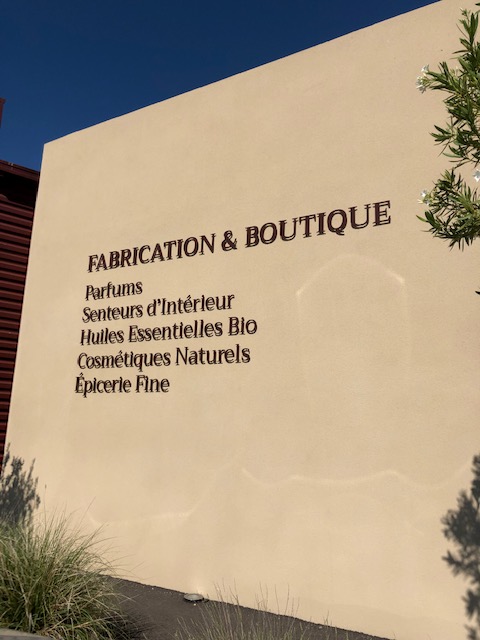 FABRICATION & BOUTIQUE
Parfums
Senteurs d'Intérieur
Huiles Essentielles Bio
Cosmétiques Naturels
Épicerie Fine